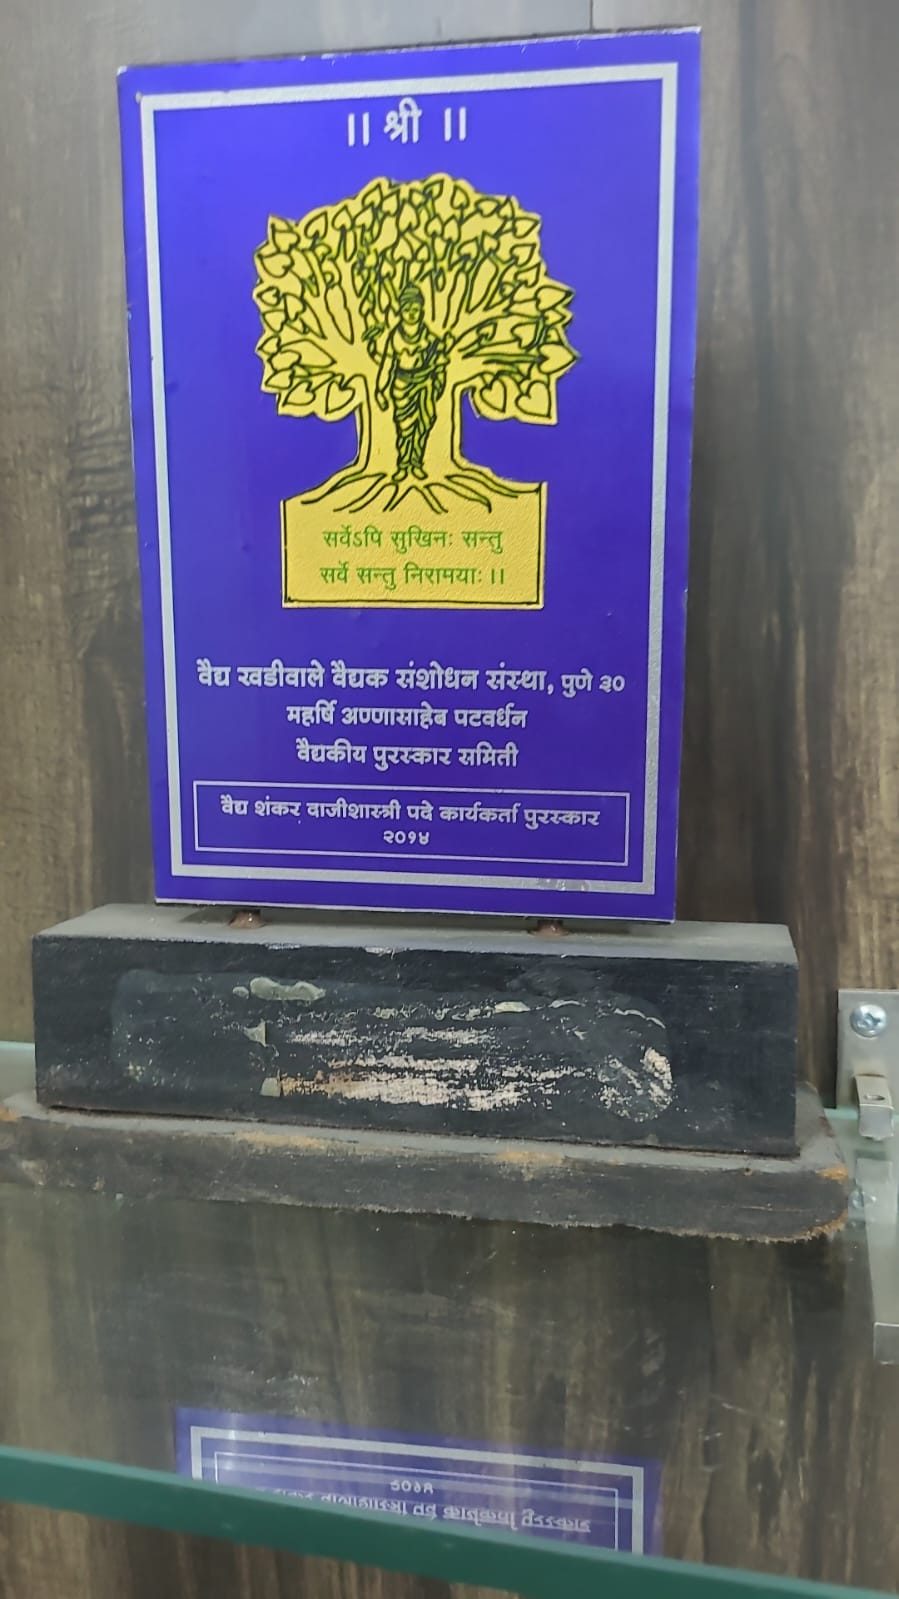 ।। श्री ।।
सर्वेऽपि सुखिनः सन्तु
सर्वे सन्तु निरामयाः ।।
वैद्य खडीवाले वैद्यक संशोधन संस्था, पुणे ३०
महर्षि अण्णासाहेब पटवर्धन
वैद्यकीय पुरस्कार समिती
वैद्य शंकर दाजीशास्त्री पदे कार्यकर्ता पुरस्कार
२०१४